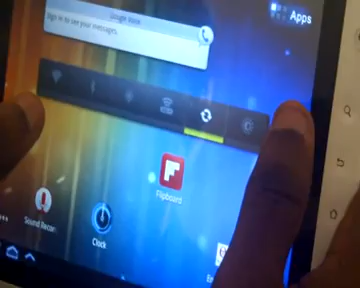 Google Voice
Sign in to see your messages.
Apps
Flipboard
Sound Recor
Clock